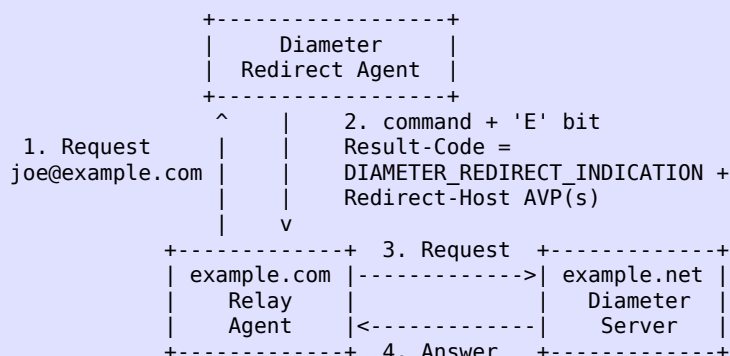 Diameter
Redirect Agent
2. command + 'E' bit
1. Request Result-Code =
joe@example.com DIAMETER_REDIRECT_INDICATION +
Redirect-Host AVP(s)
3. Request
example.com example.net
Relay Diameter
Agent Server
4. Answer